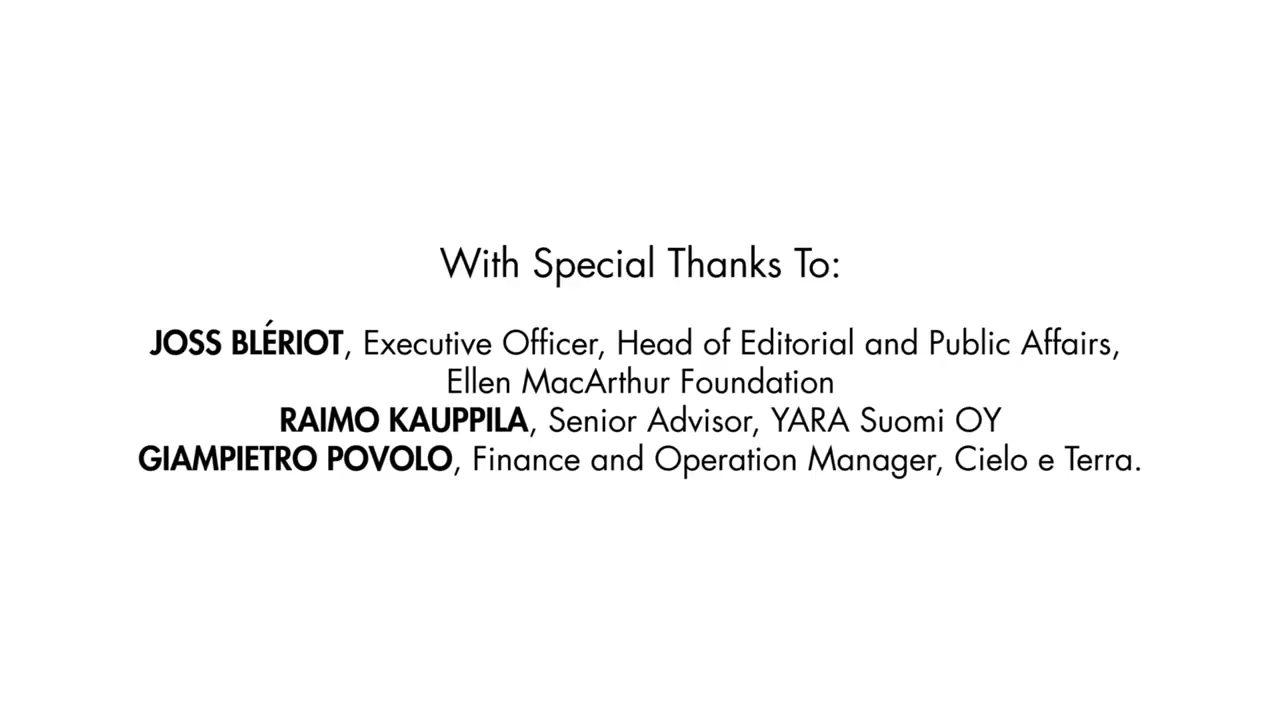 With Special Thanks To:
JOSS BLÉRIOT, Executive Officer, Head of Editorial and Public Affairs,
Ellen MacArthur Foundation
RAIMO KAUPPILA, Senior Advisor, YARA Suomi OY
GIAMPIETRO POVOLO, Finance and Operation Manager, Cielo e Terra.